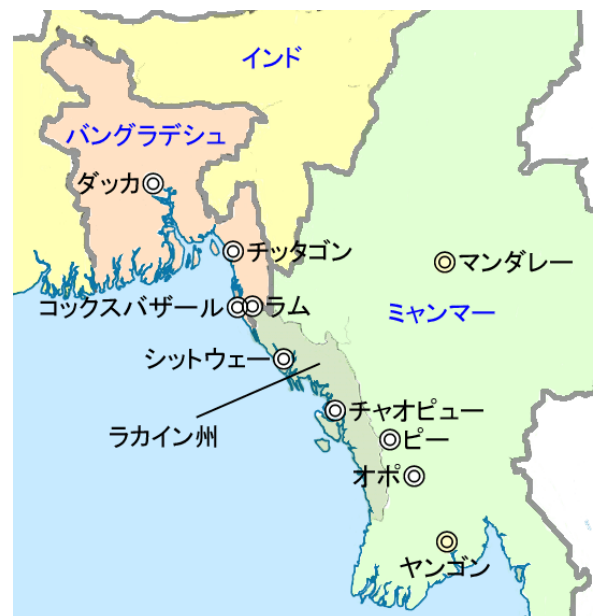 インド
バングラデシュ
ダッカ
チッタゴン
マンダレー
コックスバザール
ラム
ミャンマー
シットウェー
チャオピュー
ラカイン州
ピー
オポ
ヤンゴン